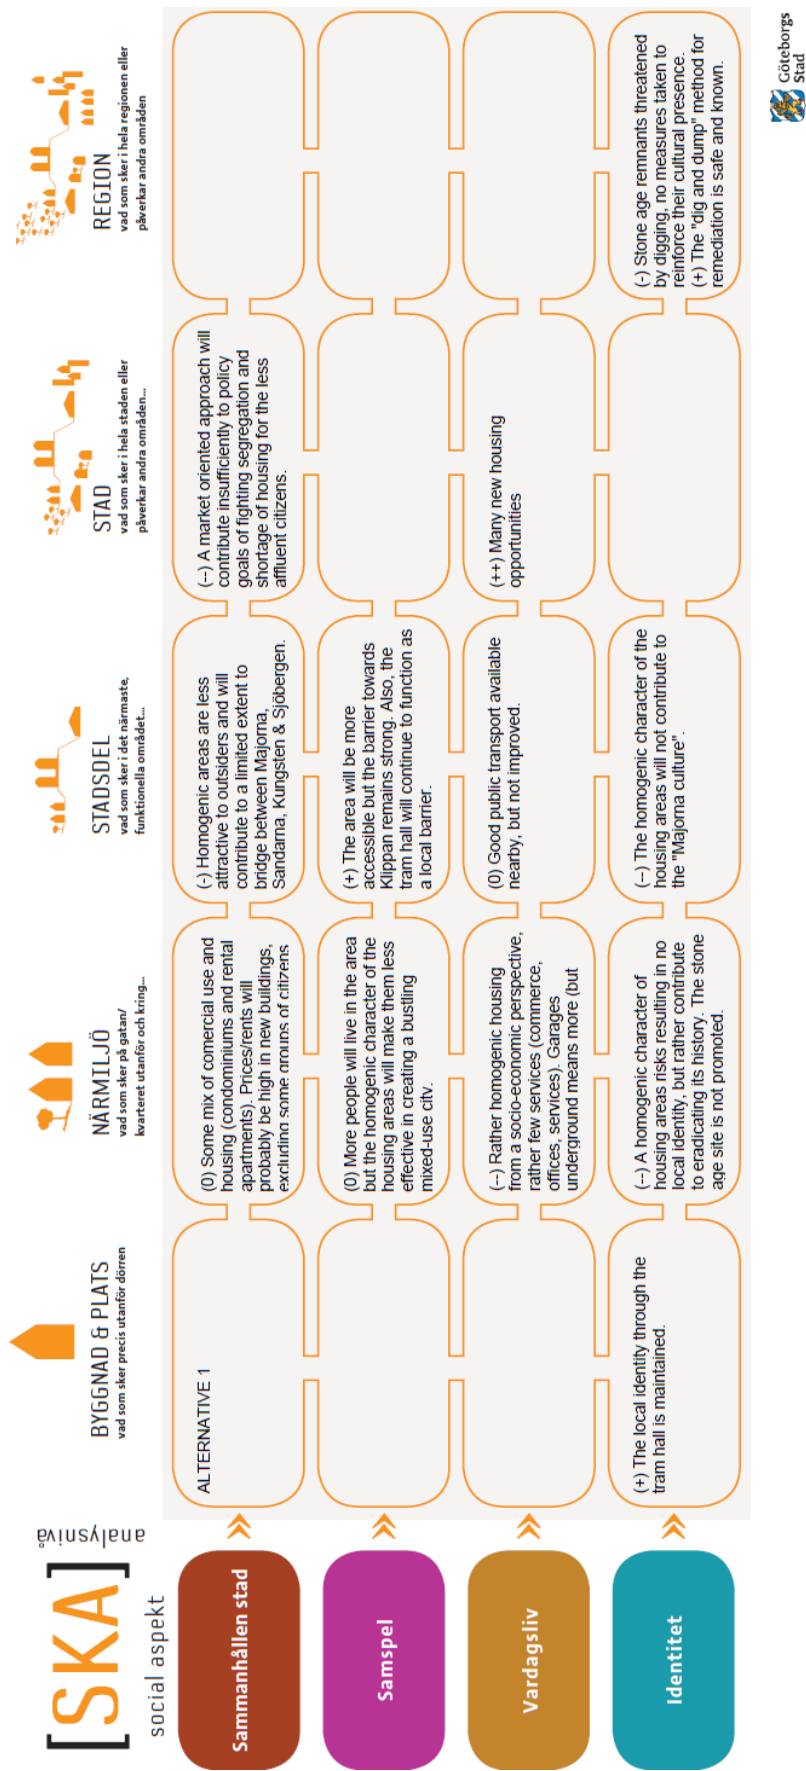 [SKA]
analysnivå
social aspekt
BYGGNAD & PLATS
vad som sker precis utanför dörren
NÄRMILJÖ
vad som sker på gatan/
kvarteret utanför och kring...
STADSDEL
vad som sker i det närmaste,
funktionella området...
STAD
vad som sker i hela staden eller
påverkar andra områden...
REGION
vad som sker i hela regionen eller
påverkar andra områden
Sammanhållen stad
ALTERNATIVE 1
(0) Some mix of comercial use and
housing (condominiums and rental
apartments). Prices/rents will
probably be high in new buildings,
excluding some groups of citizens
(-) Homogenic areas are less
attractive to outsiders and will
contribute to a limited extent to
bridge between Majorna,
Sandarna, Kungsten & Sjöbergen.
(--) A market oriented approach will
contribute insufficiently to policy
goals of fighting segregation and
shortage of housing for the less
affluent citizens.
Samspel
(0) More people will live in the area
but the homogenic character of the
housing areas will make them less
effective in creating a bustling
mixed-use city.
(+) The area will be more
accessible but the barrier towards
Klippan remains strong. Also, the
tram hall will continue to function as
a local barrier.
Vardagsliv
(--) Rather homogenic housing
from a socio-economic perspective,
rather few services (commerce,
offices, services). Garages
underground means more (but
(0) Good public transport available
nearby, but not improved.
(++) Many new housing
opportunities
Identitet
(+) The local identity through the
tram hall is maintained.
(--) A homogenic character of
housing areas risks resulting in no
local identity, but rather contribute
to eradicating its history. The stone
age site is not promoted.
(--) The homogenic character of the
housing areas will not contribute to
the "Majorna culture".
(-) Stone age remnants threatened
by digging, no measures taken to
reinforce their cultural presence.
(+) The "dig and dump" method for
remediation is safe and known.
Göteborgs
Stad